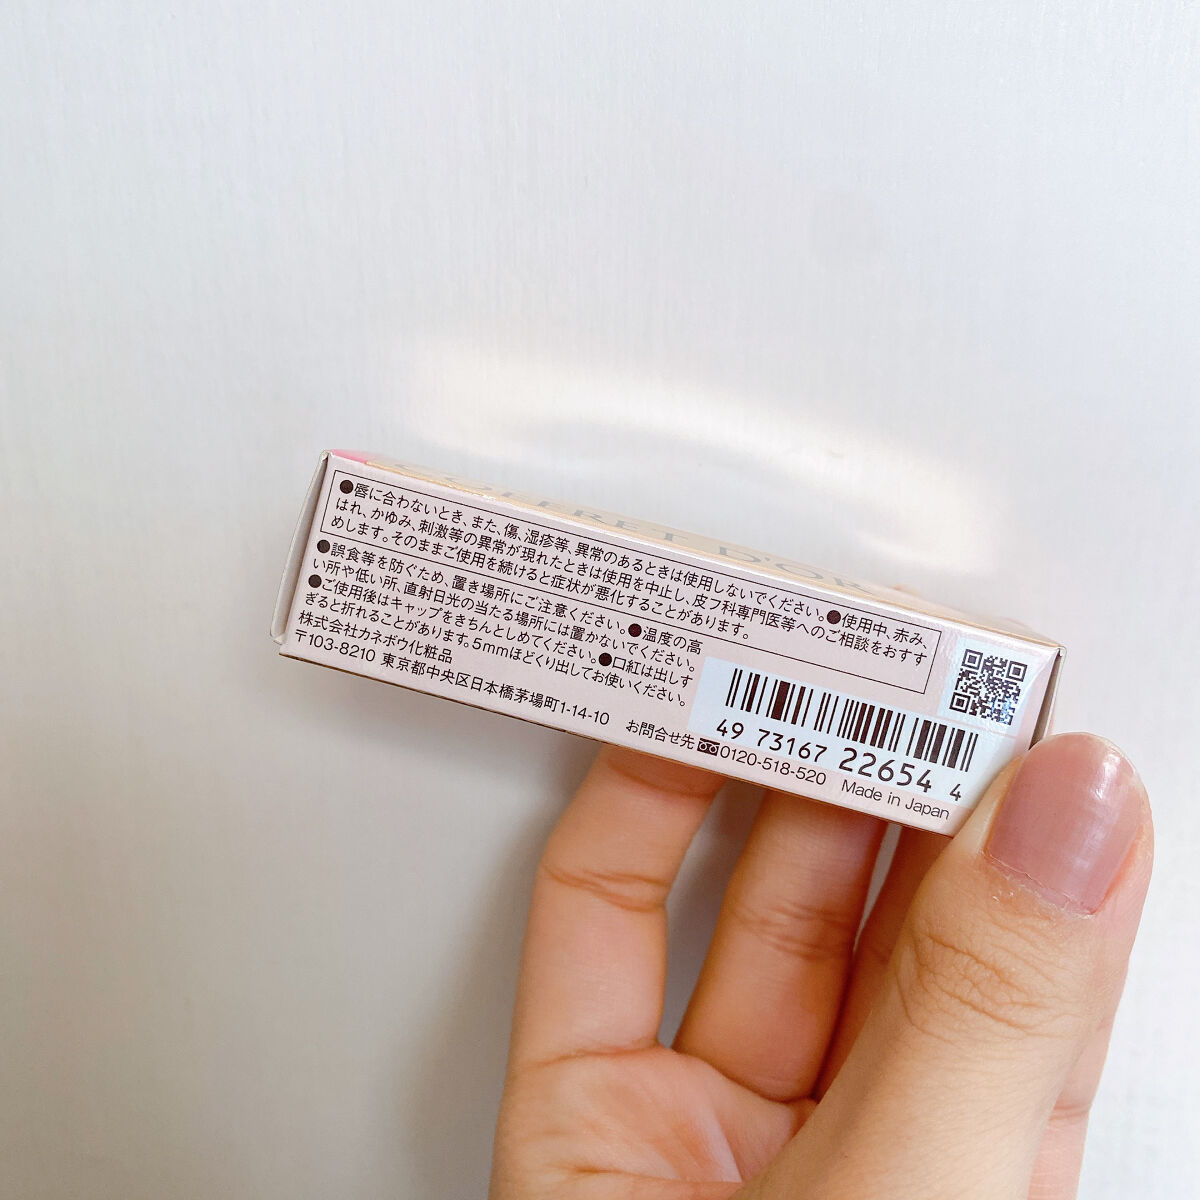 COFFRET D'OR
●唇に合わないとき、また、傷、湿疹等、異常のあるときは使用しないでください。●使用中、赤み、
はれ、かゆみ、刺激等の異常が現れたときは使用を中止し、皮フ科専門医等へのご相談をおすす
めします。そのままご使用を続けると症状が悪化することがあります。
●誤食等を防ぐため、置き場所にご注意ください。●温度の高
い所や低い所、直射日光の当たる場所には置かないでください。
●ご使用後はキャップをきちんとしめてください。●口紅は出しす
ぎると折れることがあります。5mmほどくり出してお使いください。
株式会社カネボウ化粧品
〒103-8210 東京都中央区日本橋茅場町1-14-10
お問合せ先 0120-518-520
49 73167 22654 4
Made in Japan